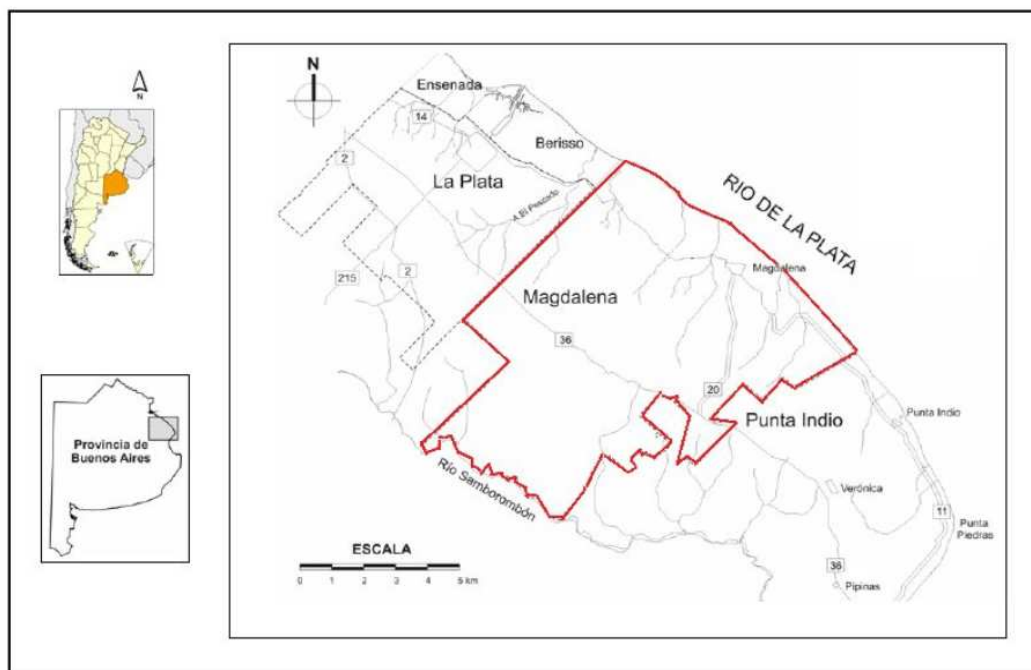 N
Provincia de
Buenos Aires
N
Ensenada
14
Berisso
2
La Plata
A.El Pescado
RIO DE LA PLATA
215
2
Magdalena
Magdalena
36
20
Punta Indio
Punta Indio
Río Samborombón
Verónica
11
Punta
Piedras
ESCALA
0 1 2 3 4 5 km
36
Pipinas